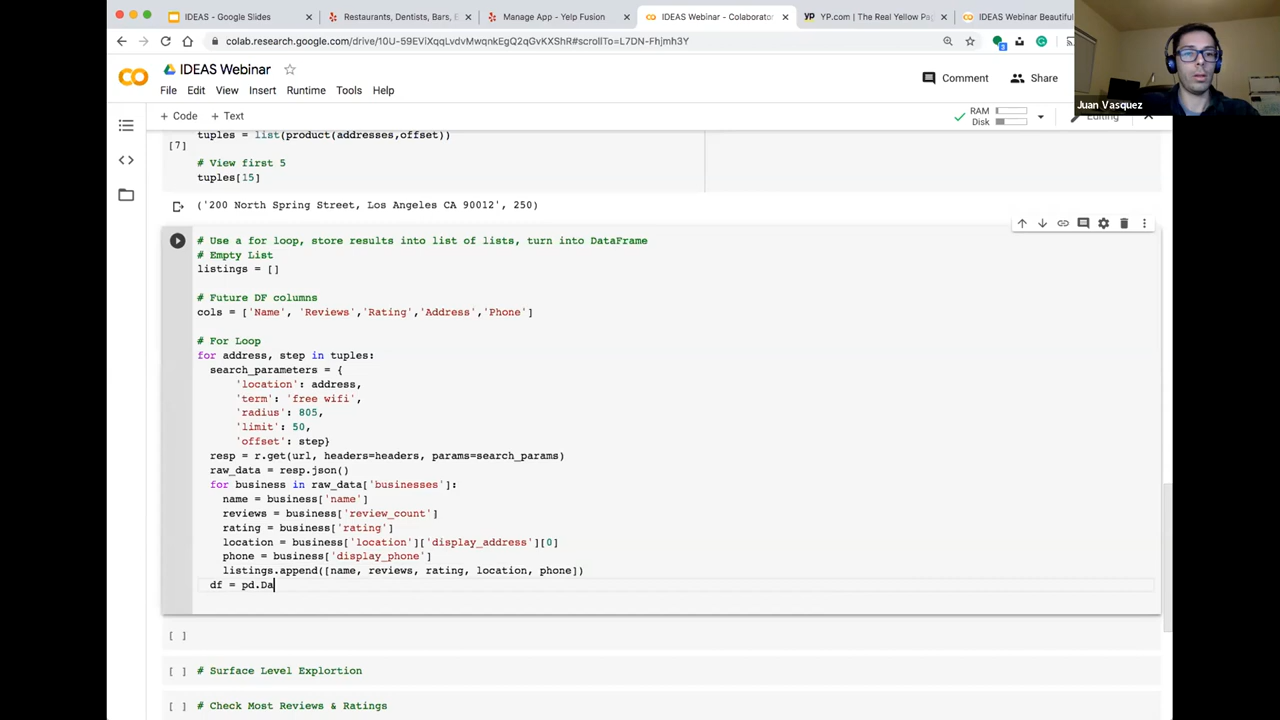 IDEAS - Google Slides
Restaurants, Dentists, Bars, E
Manage App - Yelp Fusion
IDEAS Webinar - Colaborator
YP.com | The Real Yellow Pag
IDEAS Webinar Beautiful
colab.research.google.com/drive/10U-59EViXqqLvdvMwqnkEgQ2qGvKXShR#scrollTo=L7DN-Fhjmh3Y
IDEAS Webinar
File Edit View Insert Runtime Tools Help
Comment
Share
Juan Vasquez
+ Code + Text
RAM
Disk
Editing
tuples = list(product(addresses,offset))
[7]
# View first 5
tuples[15]
('200 North Spring Street, Los Angeles CA 90012', 250)
# Use a for loop, store results into list of lists, turn into DataFrame
# Empty List
listings = []
# Future DF columns
cols = ['Name', 'Reviews','Rating','Address','Phone']
# For Loop
for address, step in tuples:
search_parameters = {
'location': address,
'term': 'free wifi',
'radius': 805,
'limit': 50,
'offset': step}
resp = r.get(url, headers=headers, params=search_params)
raw_data = resp.json()
for business in raw_data['businesses']:
name = business['name']
reviews = business['review_count']
rating = business['rating']
location = business['location']['display_address'][0]
phone = business['display_phone']
listings.append([name, reviews, rating, location, phone])
df = pd.Da
[ ]
[ ] # Surface Level Explortion
[ ] # Check Most Reviews & Ratings